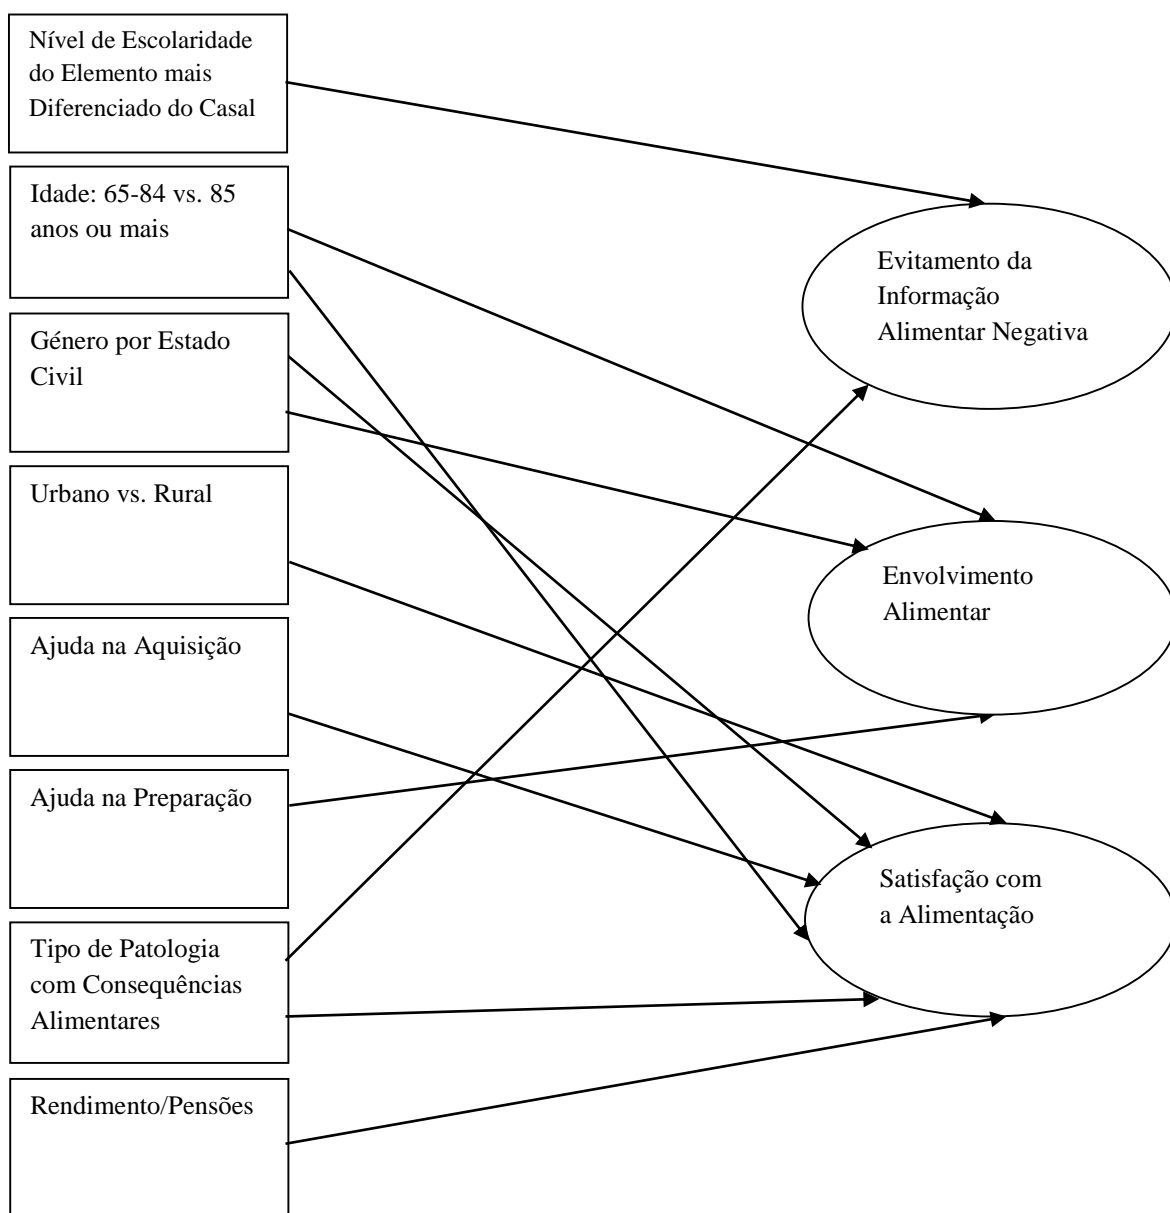 Nível de Escolaridade
do Elemento mais
Diferenciado do Casal
Idade: 65-84 vs. 85
anos ou mais
Género por Estado
Civil
Urbano vs. Rural
Ajuda na Aquisição
Ajuda na Preparação
Tipo de Patologia
com Consequências
Alimentares
Rendimento/Pensões
Evitamento da
Informação
Alimentar Negativa
Envolvimento
Alimentar
Satisfação com
a Alimentação